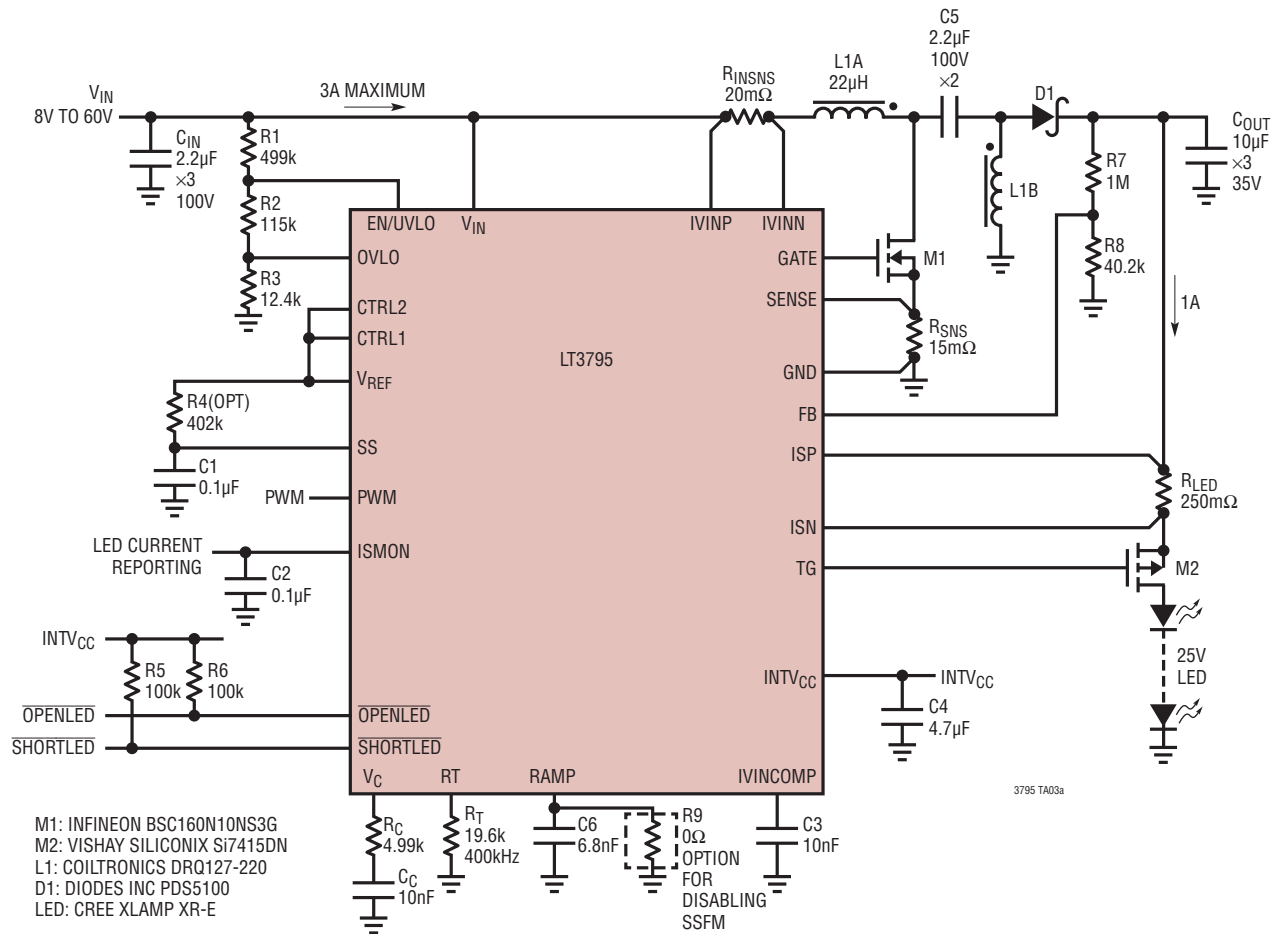 V_IN
8V TO 60V
3A MAXIMUM
C_IN
2.2µF
×3
100V
R1
499k
R2
115k
R3
12.4k
R_INSNS
20mΩ
L1A
22µH
C5
2.2µF
100V
×2
D1
L1B
R7
1M
R8
40.2k
C_OUT
10µF
×3
35V
1A
EN/UVLO
V_IN
IVINP
IVINN
OVLO
CTRL2
CTRL1
V_REF
SS
PWM
ISMON
OPENLED
SHORTLED
V_C
RT
RAMP
IVINCOMP
LT3795
GATE
SENSE
GND
FB
ISP
ISN
TG
INTV_CC
M1
R_SNS
15mΩ
R_LED
250mΩ
M2
25V
LED
R4(OPT)
402k
C1
0.1µF
PWM
LED CURRENT
REPORTING
C2
0.1µF
INTV_CC
R5
100k
R6
100k
OPENLED
SHORTLED
INTV_CC
C4
4.7µF
R_C
4.99k
C_C
10nF
R_T
19.6k
400kHz
C6
6.8nF
R9
0Ω
OPTION
FOR
DISABLING
SSFM
C3
10nF
3795 TA03a
M1: INFINEON BSC160N10NS3G
M2: VISHAY SILICONIX Si7415DN
L1: COILTRONICS DRQ127-220
D1: DIODES INC PDS5100
LED: CREE XLAMP XR-E